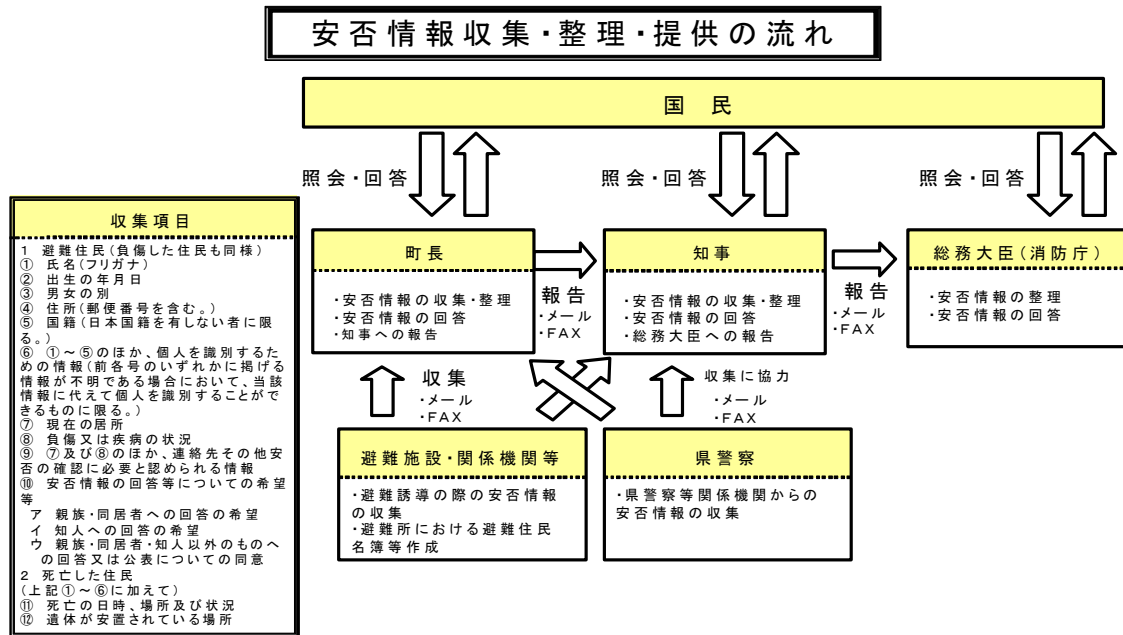 安否情報収集・整理・提供の流れ
国民
照会・回答
照会・回答
照会・回答
収集項目
1 避難住民(負傷した住民も同様)
① 氏名(フリガナ)
② 出生の年月日
③ 男女の別
④ 住所(郵便番号を含む。)
⑤ 国籍(日本国籍を有しない者に限
る。)
⑥ ①～⑤のほか、個人を識別するた
めの情報(前各号のいずれかに掲げる
情報が不明である場合において、当該
情報に代えて個人を識別することがで
きるものに限る。)
⑦ 現在の居所
⑧ 負傷又は疾病の状況
⑨ ⑦及び⑧のほか、連絡先その他安
否の確認に必要と認められる情報
⑩ 安否情報の回答等についての希望
等
ア 親族・同居者への回答の希望
イ 知人への回答の希望
ウ 親族・同居者・知人以外のものへ
の回答又は公表についての同意
2 死亡した住民
(上記①～⑥に加えて)
⑪ 死亡の日時、場所及び状況
⑫ 遺体が安置されている場所
町長
・安否情報の収集・整理
・安否情報の回答
・知事への報告
報告
・メール
・FAX
知事
・安否情報の収集・整理
・安否情報の回答
・総務大臣への報告
報告
・メール
・FAX
総務大臣(消防庁)
・安否情報の整理
・安否情報の回答
収集
・メール
・FAX
収集に協力
・メール
・FAX
避難施設・関係機関等
・避難誘導の際の安否情報
の収集
・避難所における避難住民
名簿等作成
県警察
・県警察等関係機関からの
安否情報の収集